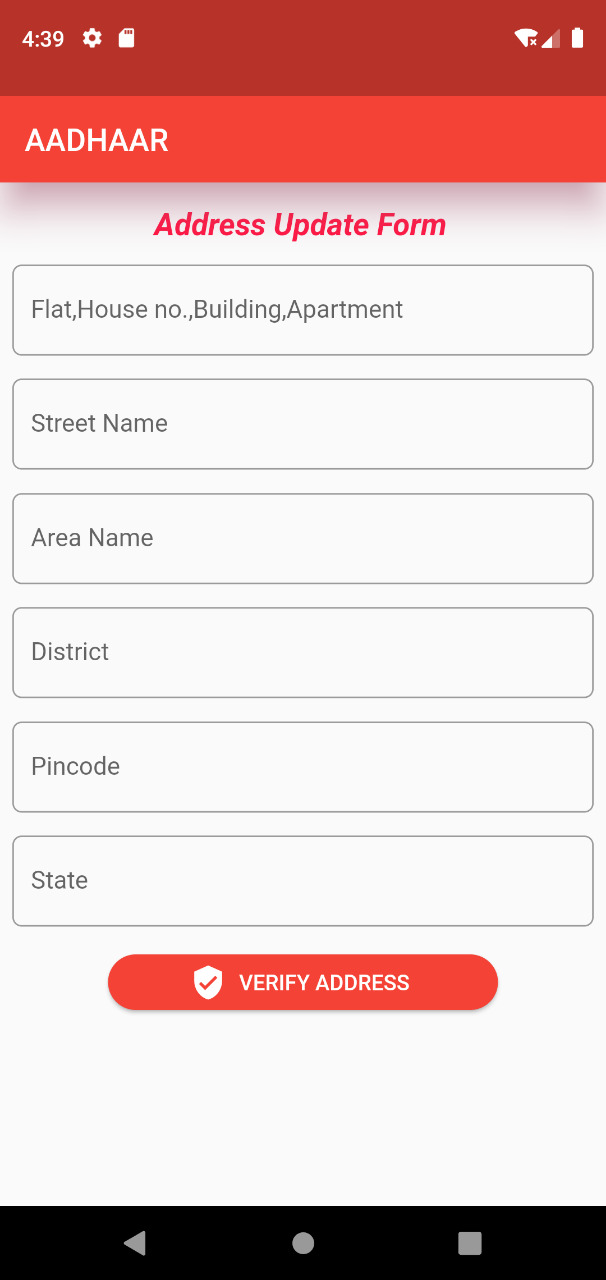 4:39
AADHAAR
Address Update Form
Flat,House no.,Building,Apartment
Street Name
Area Name
District
Pincode
State
VERIFY ADDRESS